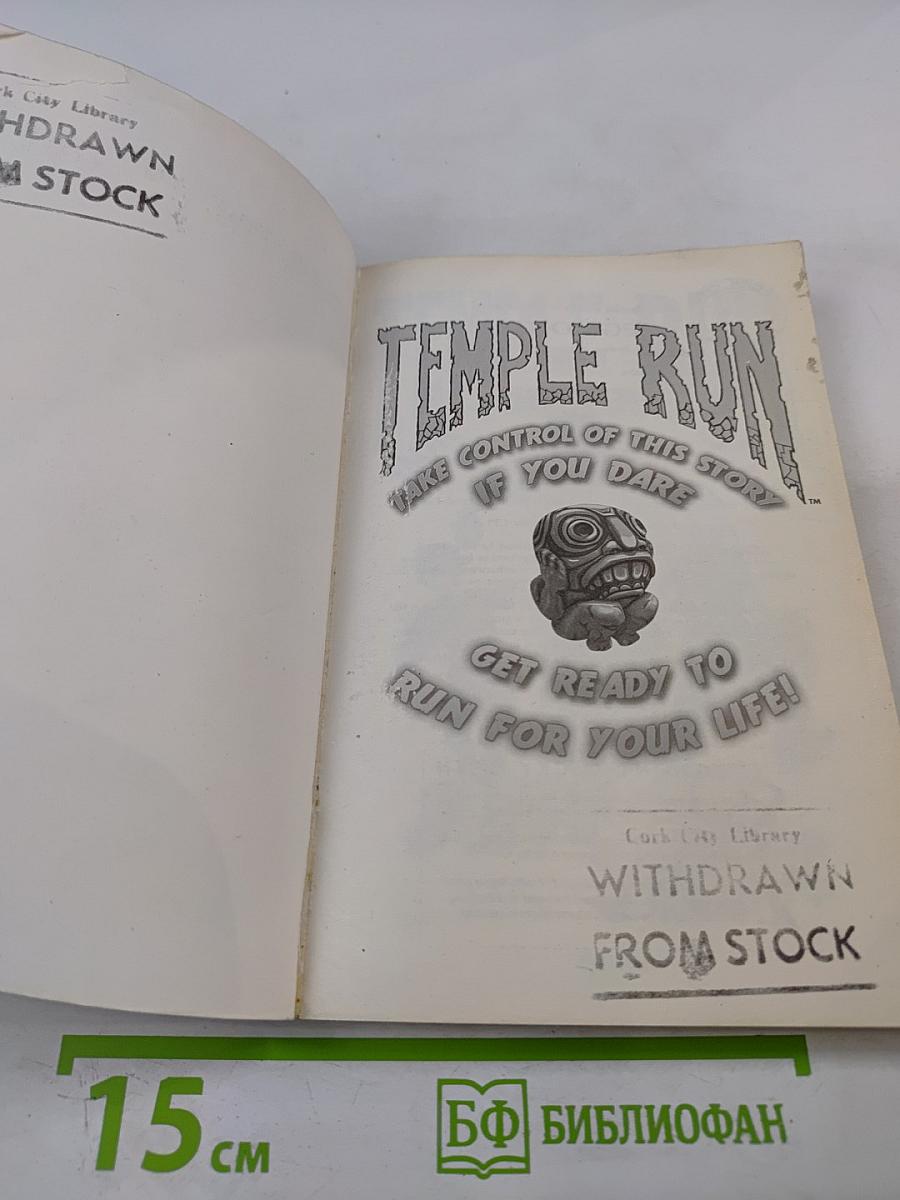 City Library
HDRAWN
M STOCK
TEMPLE RUN
TAKE CONTROL OF THIS STORY
IF YOU DARE
™
GET READY TO
RUN FOR YOUR LIFE!
Cork City Library
WITHDRAWN
FROM STOCK
15 см
БФ БИБЛИОФАН